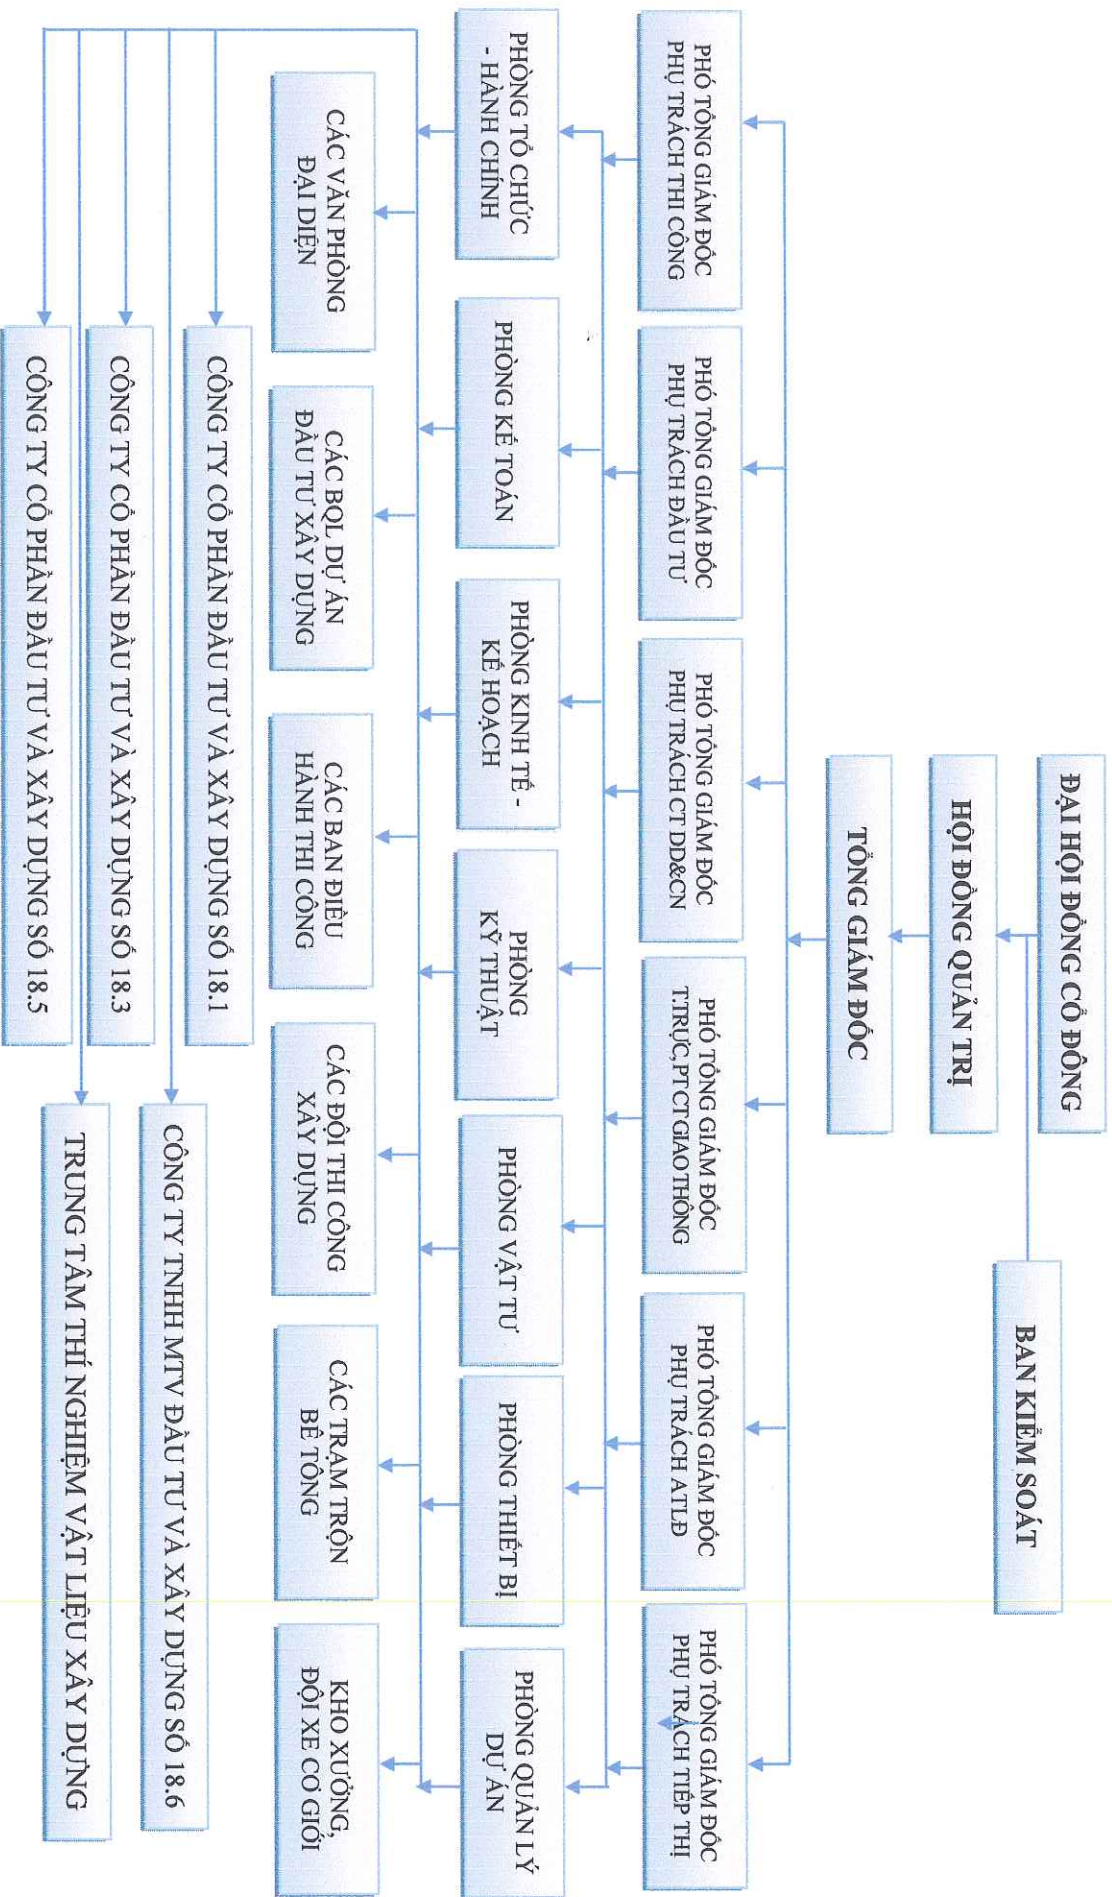 ĐẠI HỘI ĐỒNG CỔ ĐÔNG
BAN KIỂM SOÁT
HỘI ĐỒNG QUẢN TRỊ
TỔNG GIÁM ĐỐC
PHÓ TỔNG GIÁM ĐỐC
PHỤ TRÁCH THI CÔNG
PHÓ TỔNG GIÁM ĐỐC
PHỤ TRÁCH ĐẦU TƯ
PHÓ TỔNG GIÁM ĐỐC
PHỤ TRÁCH CT DD&CN
PHÓ TỔNG GIÁM ĐỐC
T.TRỰC,PT CT GIAO THÔNG
PHÓ TỔNG GIÁM ĐỐC
PHỤ TRÁCH ATLĐ
PHÓ TỔNG GIÁM ĐỐC
PHỤ TRÁCH TIẾP THỊ
PHÒNG TỔ CHỨC
- HÀNH CHÍNH
PHÒNG KẾ TOÁN
PHÒNG KINH TẾ -
KẾ HOẠCH
PHÒNG
KỸ THUẬT
PHÒNG VẬT TƯ
PHÒNG THIẾT BỊ
PHÒNG QUẢN LÝ
DỰ ÁN
CÁC VĂN PHÒNG
ĐẠI DIỆN
CÁC BQL DỰ ÁN
ĐẦU TƯ XÂY DỰNG
CÁC BAN ĐIỀU
HÀNH THI CÔNG
CÁC ĐỘI THI CÔNG
XÂY DỰNG
CÁC TRẠM TRỘN
BÊ TÔNG
KHO XƯỞNG,
ĐỘI XE CƠ GIỚI
CÔNG TY CỔ PHẦN ĐẦU TƯ VÀ XÂY DỰNG SỐ 18.1
CÔNG TY TNHH MTV ĐẦU TƯ VÀ XÂY DỰNG SỐ 18.6
CÔNG TY CỔ PHẦN ĐẦU TƯ VÀ XÂY DỰNG SỐ 18.3
TRUNG TÂM THÍ NGHIỆM VẬT LIỆU XÂY DỰNG
CÔNG TY CỔ PHẦN ĐẦU TƯ VÀ XÂY DỰNG SỐ 18.5